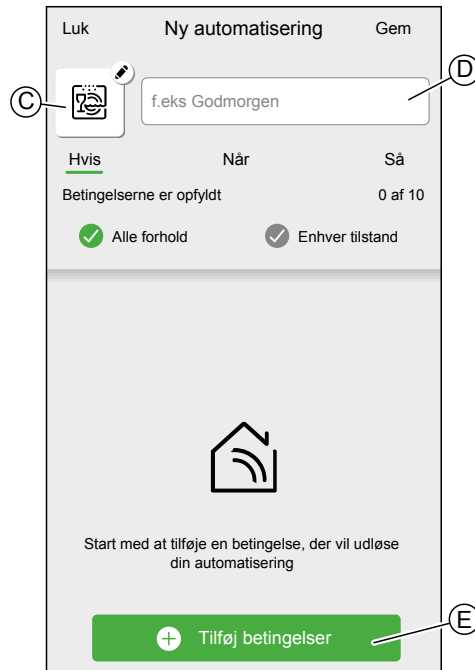 Luk Ny automatisering Gem
D
C
f.eks Godmorgen
Hvis Når Så
Betingelserne er opfyldt 0 af 10
Alle forhold Enhver tilstand
Start med at tilføje en betingelse, der vil udløse
din automatisering
Tilføj betingelser
E